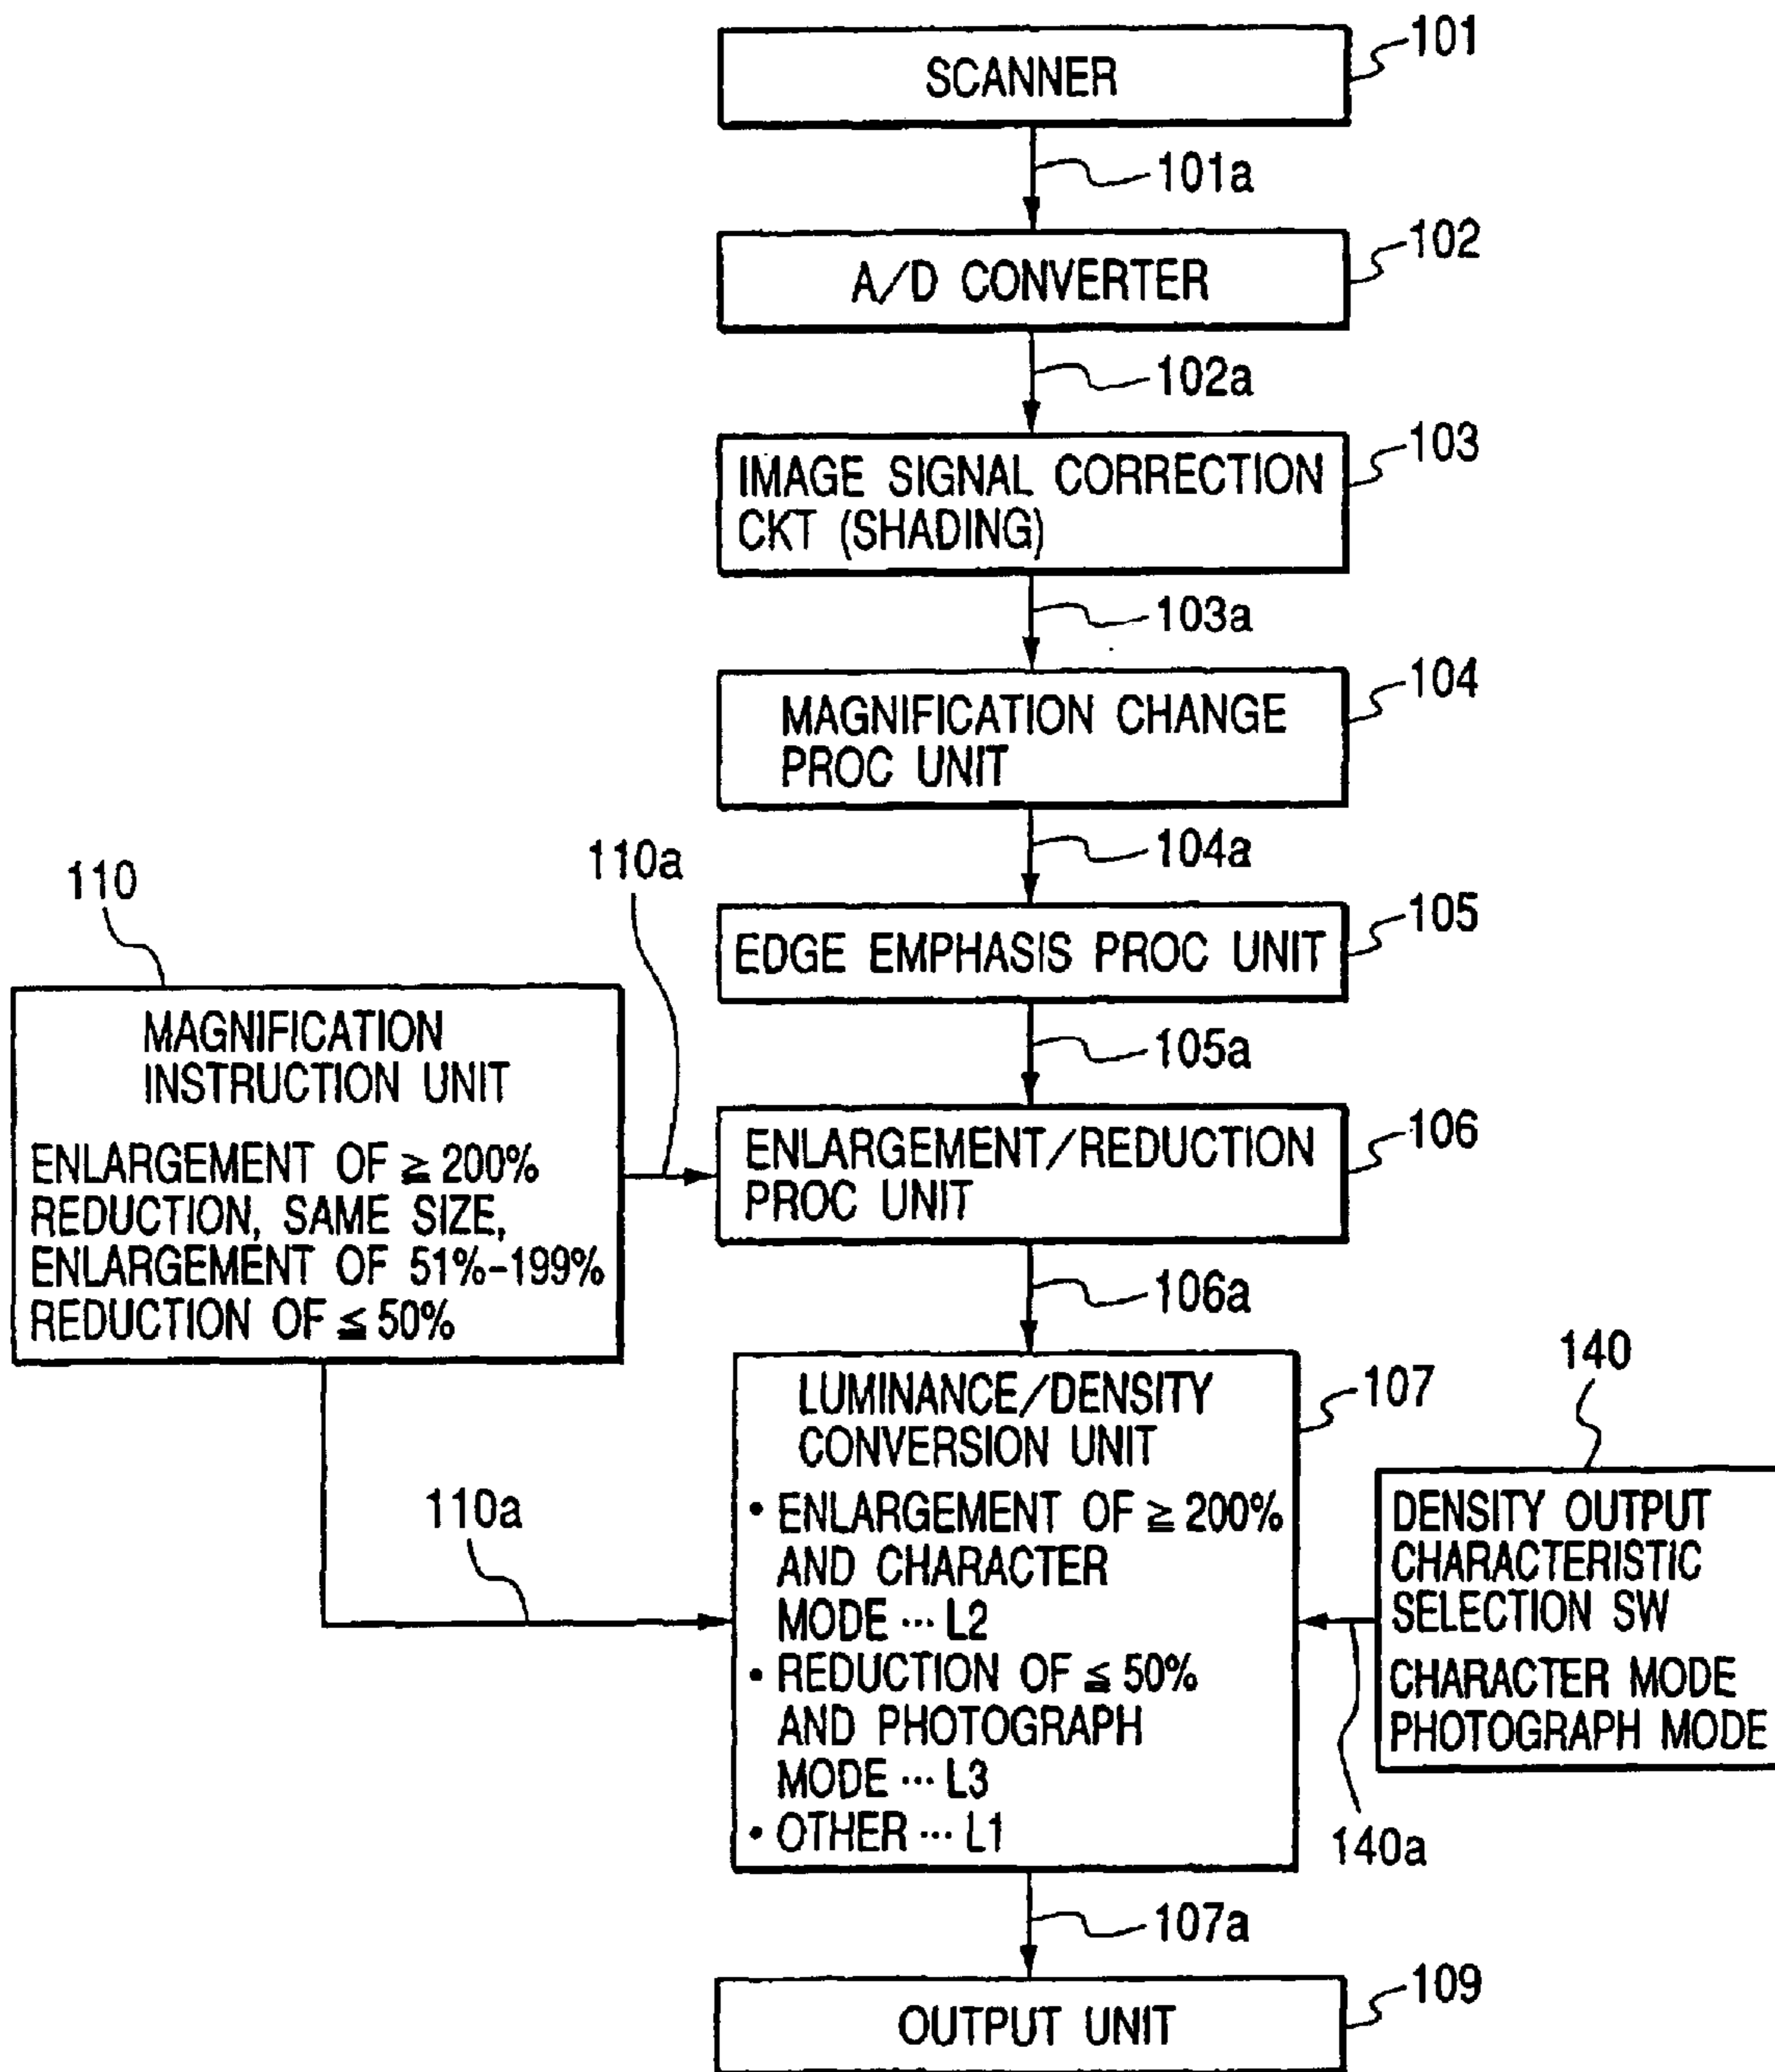 SCANNER
101
101a
A/D CONVERTER
102
102a
IMAGE SIGNAL CORRECTION
CKT (SHADING)
103
103a
MAGNIFICATION CHANGE
PROC UNIT
104
104a
EDGE EMPHASIS PROC UNIT
105
105a
110
MAGNIFICATION
INSTRUCTION UNIT
ENLARGEMENT OF ≧ 200%
REDUCTION, SAME SIZE,
ENLARGEMENT OF 51%-199%
REDUCTION OF ≦ 50%
110a
ENLARGEMENT/REDUCTION
PROC UNIT
106
106a
110a
LUMINANCE/DENSITY
CONVERSION UNIT
• ENLARGEMENT OF ≧ 200%
AND CHARACTER
MODE ··· L2
• REDUCTION OF ≦ 50%
AND PHOTOGRAPH
MODE ··· L3
• OTHER ··· L1
107
140
DENSITY OUTPUT
CHARACTERISTIC
SELECTION SW
CHARACTER MODE
PHOTOGRAPH MODE
140a
107a
OUTPUT UNIT
109